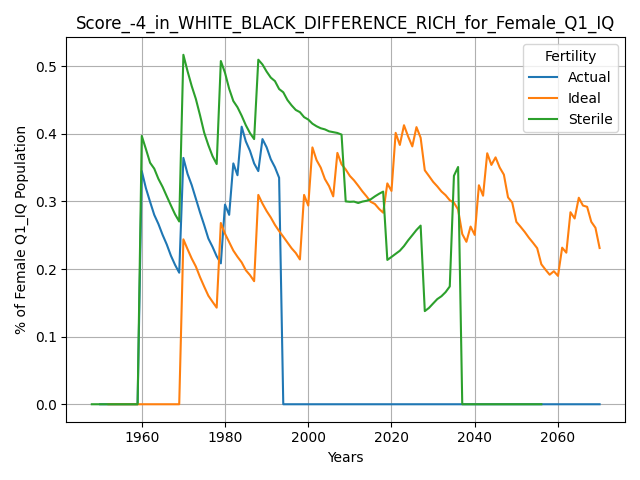 Score_-4_in_WHITE_BLACK_DIFFERENCE_RICH_for_Female_Q1_IQ
Fertility
Actual
Ideal
Sterile
% of Female Q1_IQ Population
0.5
0.4
0.3
0.2
0.1
0.0
1960 1980 2000 2020 2040 2060
Years